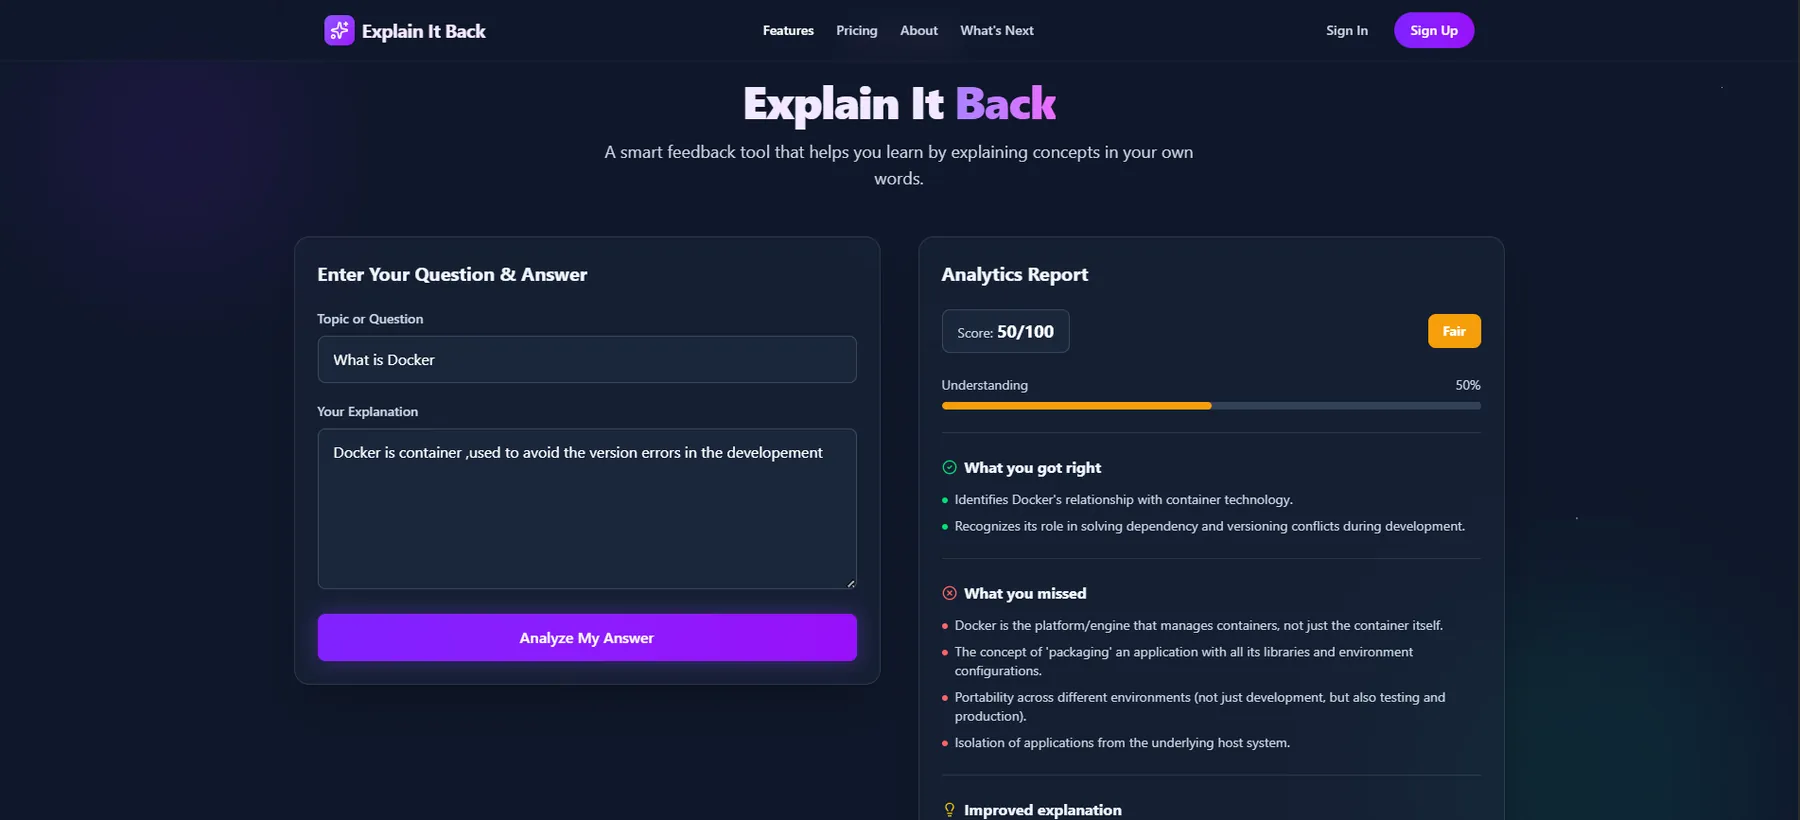 Explain It Back
Features
Pricing
About
What's Next
Sign In
Sign Up
Explain It Back
A smart feedback tool that helps you learn by explaining concepts in your own
words.
Enter Your Question & Answer
Topic or Question
What is Docker
Your Explanation
Docker is container ,used to avoid the version errors in the developement
Analyze My Answer
Analytics Report
Score: 50/100
Fair
Understanding
50%
What you got right
Identifies Docker's relationship with container technology.
Recognizes its role in solving dependency and versioning conflicts during development.
What you missed
Docker is the platform/engine that manages containers, not just the container itself.
The concept of 'packaging' an application with all its libraries and environment
configurations.
Portability across different environments (not just development, but also testing and
production).
Isolation of applications from the underlying host system.
Improved explanation